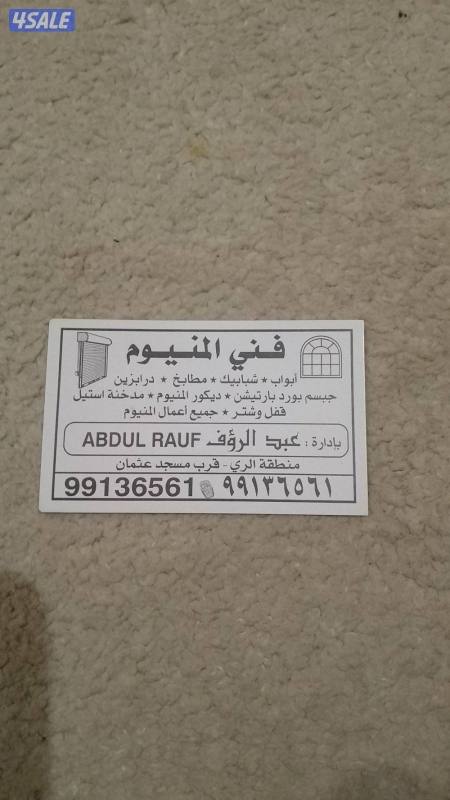 4SALE
فني المنيوم
أبواب * شبابيك * مطابخ * درابزين
جبسم بورد بارتيشن * ديكور المنيوم * مدخنة استيل
قفل وشتر * جميع أعمال المنيوم
بإدارة : عبد الرؤف ABDUL RAUF
منطقة الري - قرب مسجد عثمان
99136561 ٩٩١٣٦٥٦١